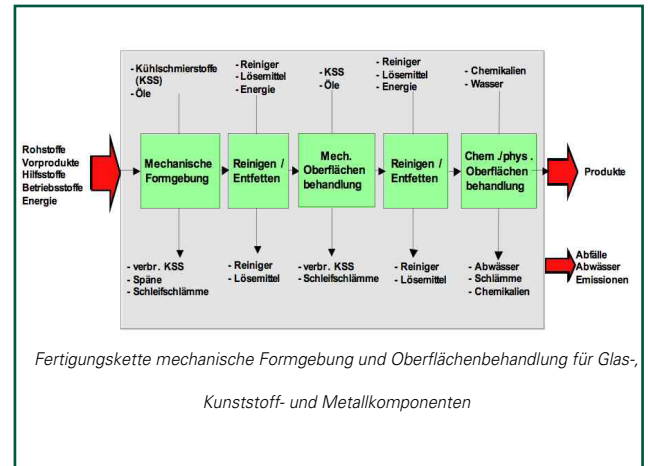 - Kühlschmierstoffe
(KSS)
- Öle
- Reiniger
- Lösemittel
- Energie
- KSS
- Öle
- Reiniger
- Lösemittel
- Energie
- Chemikalien
- Wasser
Rohstoffe
Vorprodukte
Hilfsstoffe
Betriebsstoffe
Energie
Mechanische
Formgebung
Reinigen /
Entfetten
Mech.
Oberflächen
behandlung
Reinigen /
Entfetten
Chem ./phys .
Oberflächen
behandlung
Produkte
- verbr. KSS
- Späne
- Schleifschlämme
- Reiniger
- Lösemittel
- verbr. KSS
- Schleifschlämme
- Reiniger
- Lösemittel
- Abwässer
- Schlämme
- Chemikalien
Abfälle
Abwässer
Emissionen
Fertigungskette mechanische Formgebung und Oberflächenbehandlung für Glas-,
Kunststoff- und Metallkomponenten